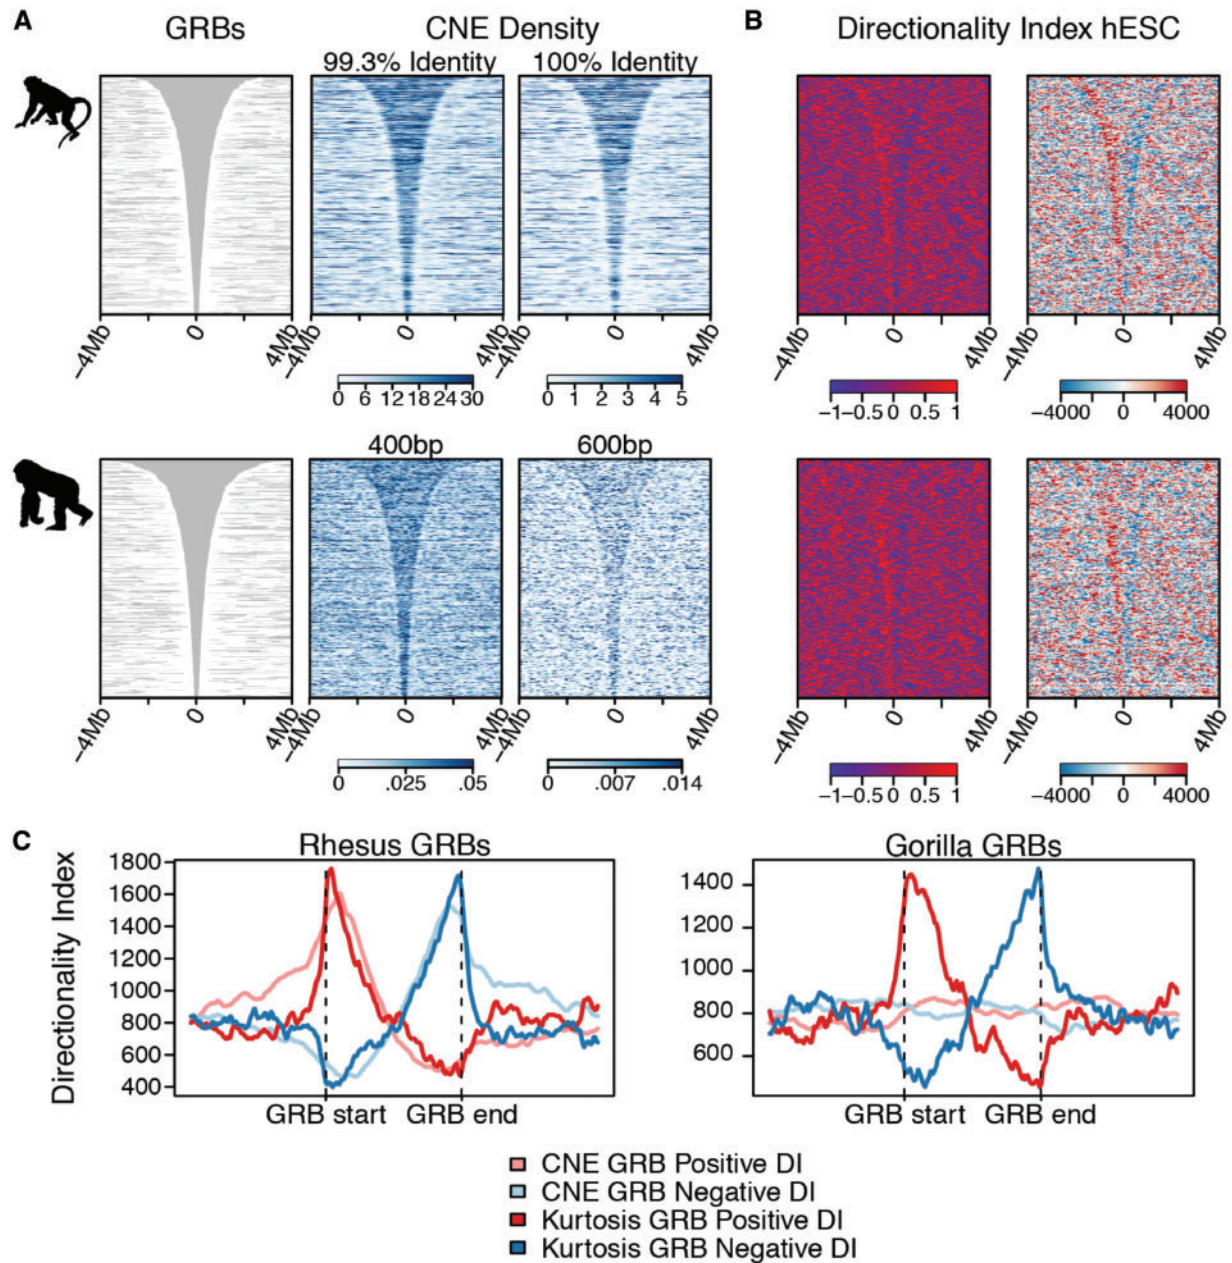 A
GRBs
CNE Density
99.3% Identity
100% Identity
−4Mb
0
4Mb
−4Mb
0
4Mb
−4Mb
0
4Mb
0 6 12 18 24 30
0 1 2 3 4 5
400bp
600bp
−4Mb
0
4Mb
−4Mb
0
4Mb
−4Mb
0
4Mb
0 .025 .05
0 .007 .014
B
Directionality Index hESC
−4Mb
0
4Mb
−4Mb
0
4Mb
−1−0.5 0 0.5 1
−4000 0 4000
−4Mb
0
4Mb
−4Mb
0
4Mb
−1−0.5 0 0.5 1
−4000 0 4000
C
Directionality Index
Rhesus GRBs
1800
1600
1400
1200
1000
800
600
400
GRB start GRB end
Gorilla GRBs
1400
1200
1000
800
600
GRB start GRB end
CNE GRB Positive DI
CNE GRB Negative DI
Kurtosis GRB Positive DI
Kurtosis GRB Negative DI